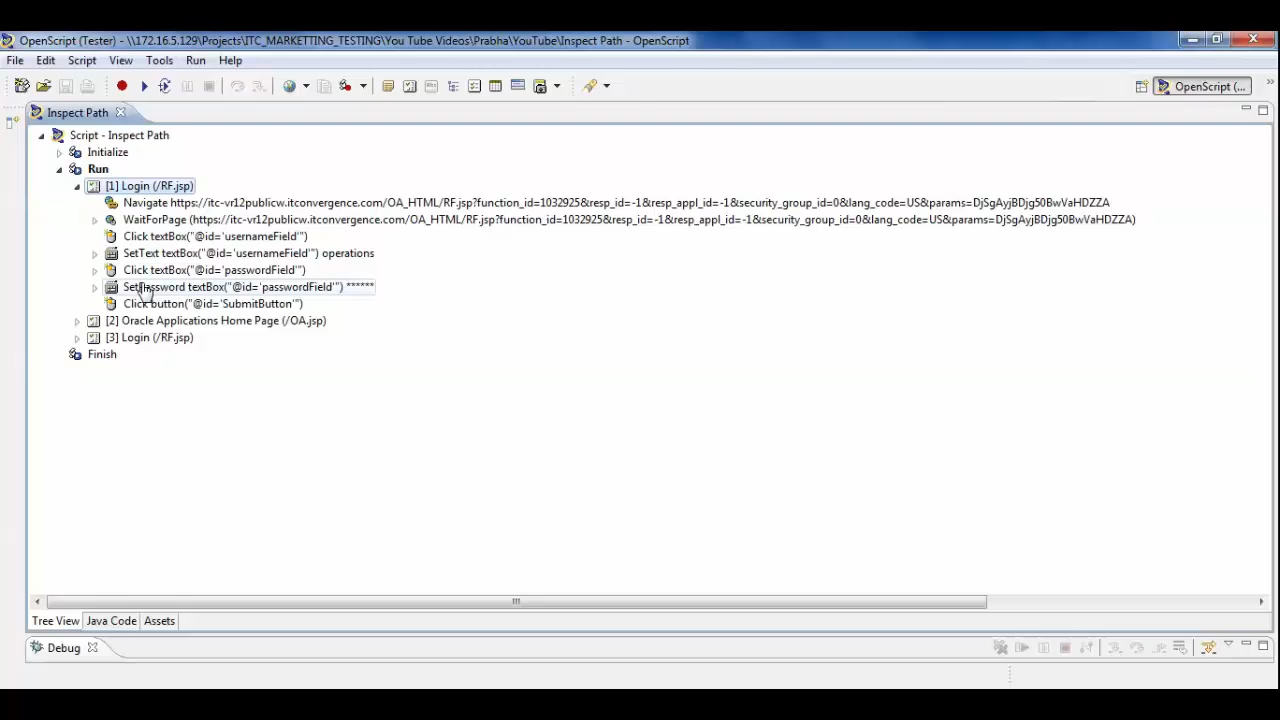 OpenScript (Tester) - \\172.16.5.129\Projects\ITC_MARKETTING_TESTING\You Tube Videos\Prabha\YouTube\Inspect Path - OpenScript
File Edit Script View Tools Run Help
OpenScript (...
Inspect Path
Script - Inspect Path
Initialize
Run
[1] Login (/RF.jsp)
Navigate https://itc-vr12publicw.itconvergence.com/OA_HTML/RF.jsp?function_id=1032925&resp_id=-1&resp_appl_id=-1&security_group_id=0&lang_code=US&params=DjSgAyjBDjg50BwVaHDZZA
WaitForPage (https://itc-vr12publicw.itconvergence.com/OA_HTML/RF.jsp?function_id=1032925&resp_id=-1&resp_appl_id=-1&security_group_id=0&lang_code=US&params=DjSgAyjBDjg50BwVaHDZZA)
Click textBox("@id='usernameField'")
SetText textBox("@id='usernameField'") operations
Click textBox("@id='passwordField'")
SetPassword textBox("@id='passwordField'") ******
Click button("@id='SubmitButton'")
[2] Oracle Applications Home Page (/OA.jsp)
[3] Login (/RF.jsp)
Finish
Tree View Java Code Assets
Debug